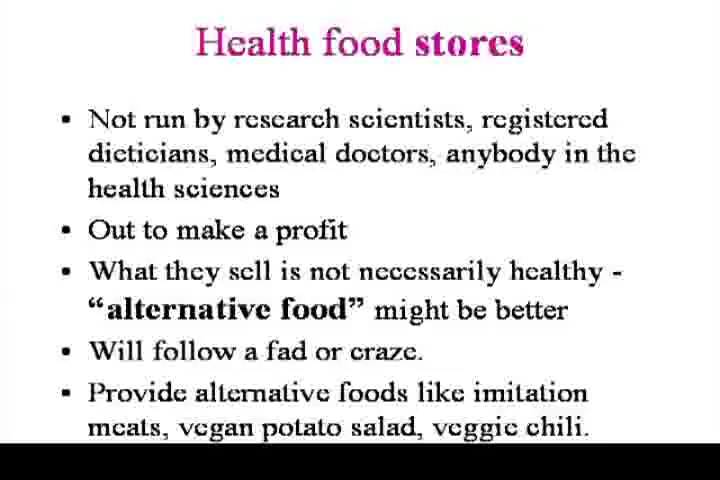 Health food stores
• Not run by research scientists, registered
dieticians, medical doctors, anybody in the
health sciences
• Out to make a profit
• What they sell is not necessarily healthy -
“alternative food” might be better
• Will follow a fad or craze.
• Provide alternative foods like imitation
meats, vegan potato salad, veggie chili.